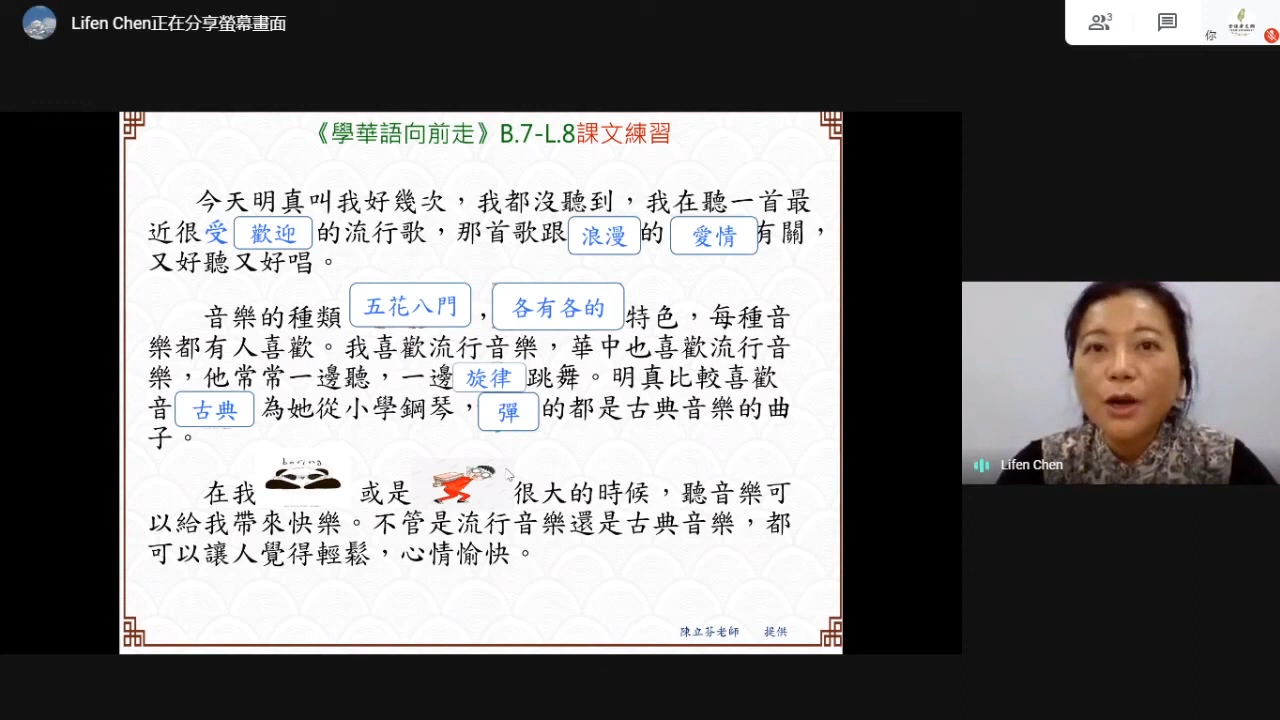 Lifen Chen正在分享螢幕畫面
3
你
《學華語向前走》B.7-L.8課文練習
今天明真叫我好幾次，我都沒聽到，我在聽一首最
近很受 歡迎 的流行歌，那首歌跟 浪漫 的 愛情 有關，
又好聽又好唱。
音樂的種類 五花八門 ， 各有各的 特色，每種音
樂都有人喜歡。我喜歡流行音樂，華中也喜歡流行音
樂，他常常一邊聽，一邊 旋律 跳舞。明真比較喜歡
音 古典 為她從小學鋼琴， 彈 的都是古典音樂的曲
子。
在我 boring 或是 很大的時候，聽音樂可
以給我帶來快樂。不管是流行音樂還是古典音樂，都
可以讓人覺得輕鬆，心情愉快。
陳立芬老師 提供
Lifen Chen